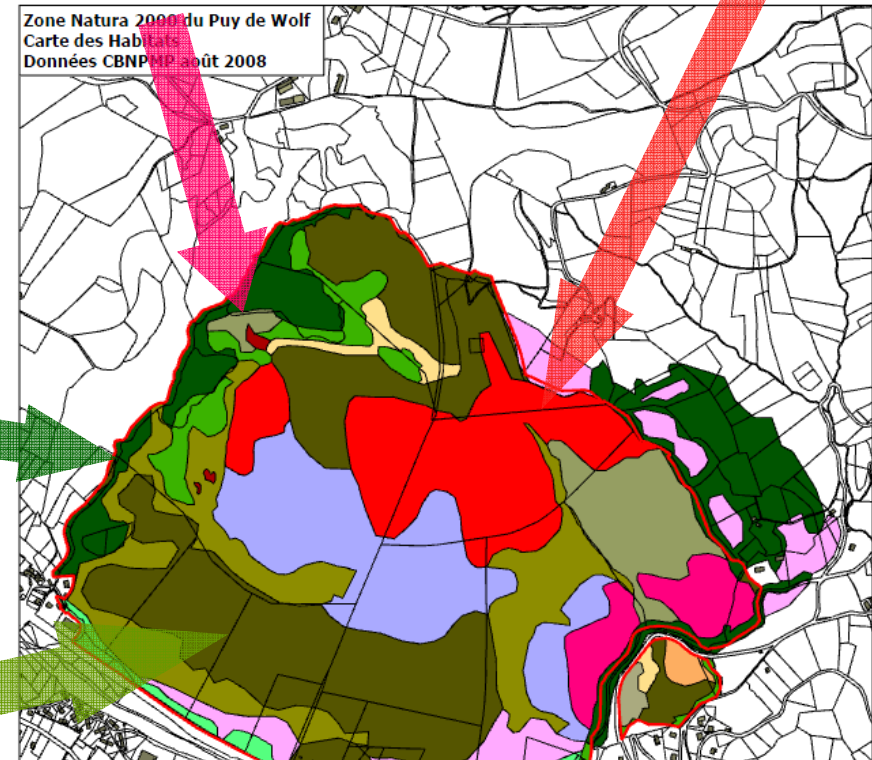 Zone Natura 2000 du Puy de Wolf
Carte des Habitats
Données CBNPMP août 2008